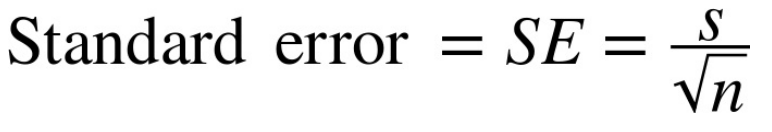 Standard error = SE = s/√n